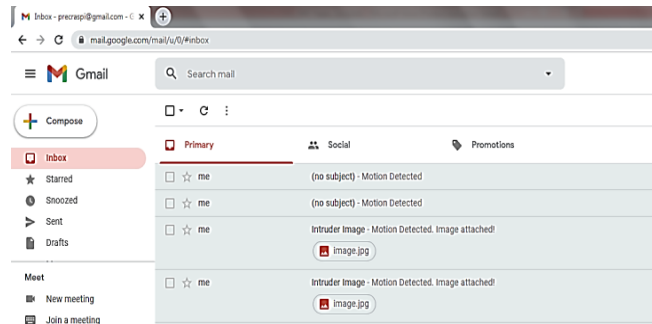 Inbox - precraspi@gmail.com - G
mail.google.com/mail/u/0/#inbox
Gmail
Search mail
Compose
Primary
Social
Promotions
Inbox
Starred
Snoozed
Sent
Drafts
me (no subject) - Motion Detected
me (no subject) - Motion Detected
me Intruder Image - Motion Detected. Image attached!
image.jpg
me Intruder Image - Motion Detected. Image attached!
image.jpg
Meet
New meeting
Join a meeting